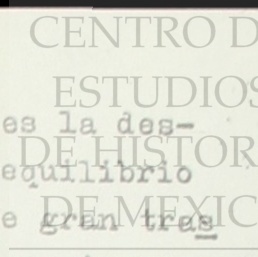 CENTRO D
ESTUDIOS
es la des-
DE HISTOR
equilibrio
DE MEXIC
e gran tras